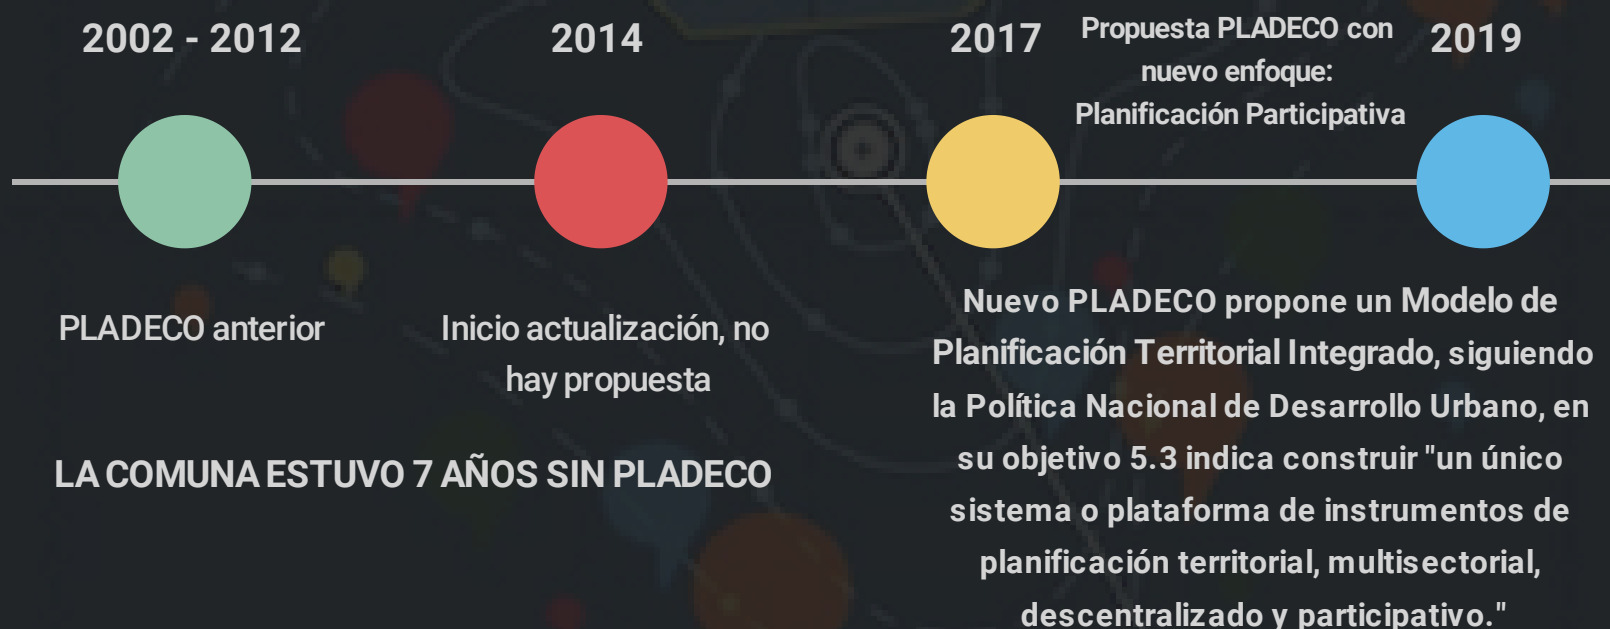 2002 - 2012
PLADECO anterior
2014
Inicio actualización, no
hay propuesta
LA COMUNA ESTUVO 7 AÑOS SIN PLADECO
2017
Propuesta PLADECO con
nuevo enfoque:
Planificación Participativa
2019
Nuevo PLADECO propone un Modelo de
Planificación Territorial Integrado, siguiendo
la Política Nacional de Desarrollo Urbano, en
su objetivo 5.3 indica construir "un único
sistema o plataforma de instrumentos de
planificación territorial, multisectorial,
descentralizado y participativo."